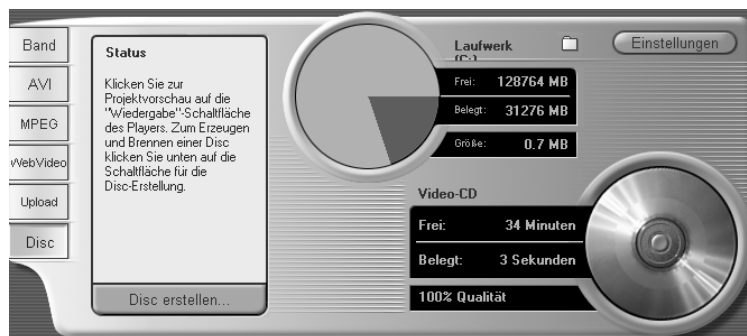 Band
AVI
MPEG
WebVideo
Upload
Disc
Status
Klicken Sie zur
Projektvorschau auf die
"Wiedergabe"-Schaltfläche
des Players. Zum Erzeugen
und Brennen einer Disc
klicken Sie unten auf die
Schaltfläche für die
Disc-Erstellung.
Disc erstellen...
Laufwerk
(C:)
Einstellungen
Frei: 128764 MB
Belegt: 31276 MB
Größe: 0.7 MB
Video-CD
Frei: 34 Minuten
Belegt: 3 Sekunden
100% Qualität